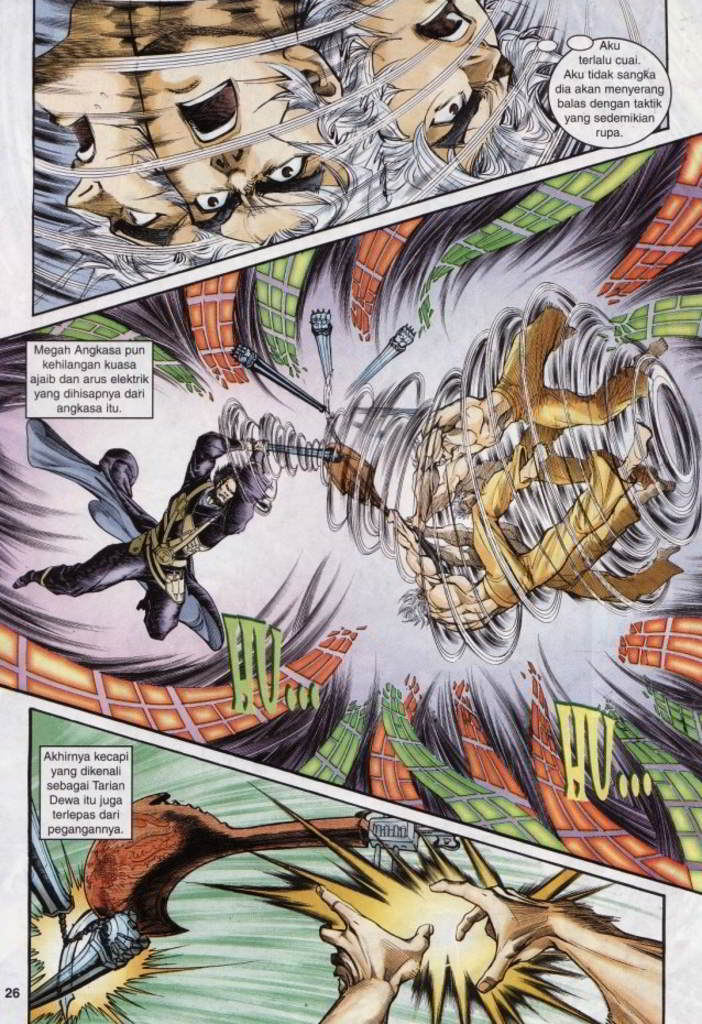 Aku
terlalu cuai.
Aku tidak sangka
dia akan menyerang
balas dengan taktik
yang sedemikian
rupa.
Megah Angkasa pun
kehilangan kuasa
ajaib dan arus elektrik
yang dihisapnya dari
angkasa itu.
HU...
HU...
Akhirnya kecapi
yang dikenali
sebagai Tarian
Dewa itu juga
terlepas dari
pegangannya.
26